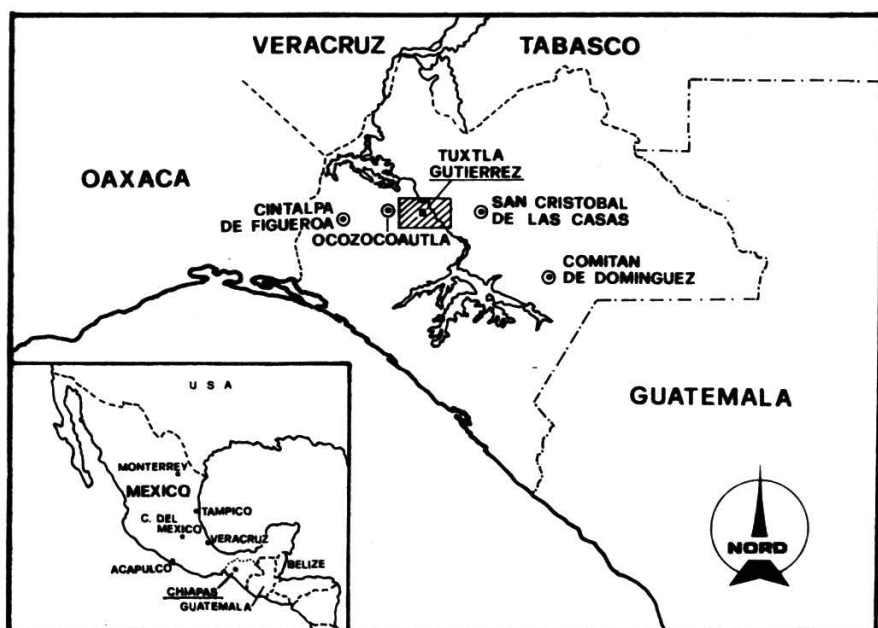 VERACRUZ
TABASCO
OAXACA
TUXTLA
GUTIERREZ
CINTALPA
DE FIGUEROA
OCOZOCOAUTLA
SAN CRISTOBAL
DE LAS CASAS
COMITAN
DE DOMINGUEZ
GUATEMALA
NORD
U S A
MONTERREY
MEXICO
TAMPICO
C. DEL
MEXICO
VERACRUZ
ACAPULCO
BELIZE
CHIAPAS
GUATEMALA